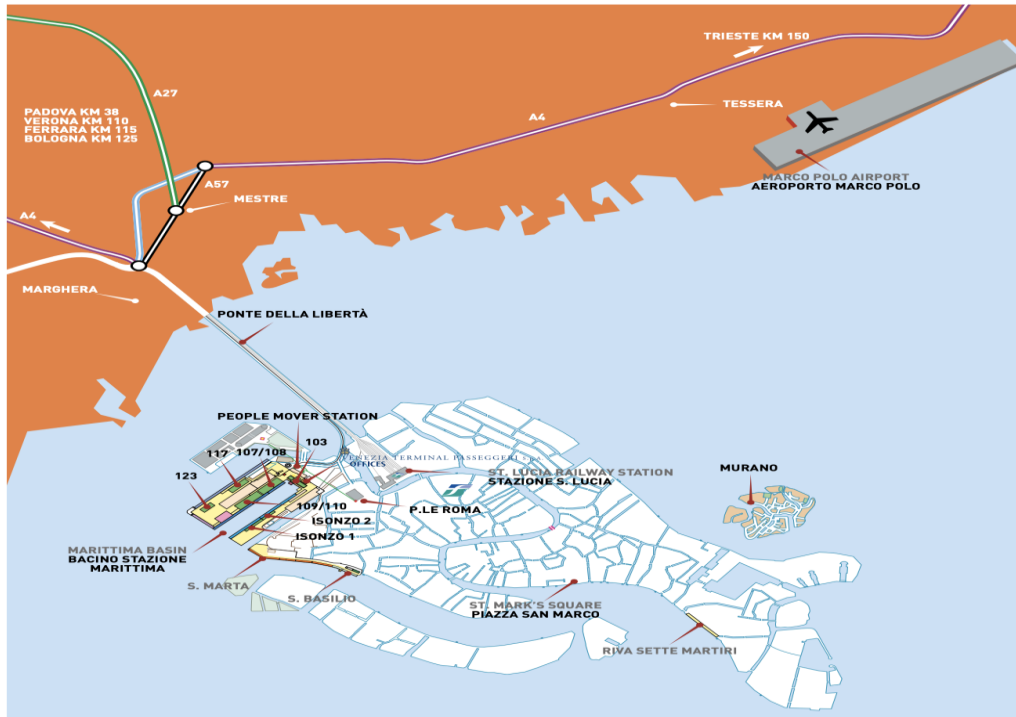 TRIESTE KM 150
A27
TESSERA
PADOVA KM 38
VERONA KM 110
FERRARA KM 115
BOLOGNA KM 125
A4
MARCO POLO AIRPORT
AEROPORTO MARCO POLO
A57
MESTRE
A4
MARGHERA
PONTE DELLA LIBERTÀ
PEOPLE MOVER STATION
103
107/108
117
VENEZIA TERMINAL PASSEGGERI S.P.A.
OFFICES
123
ST. LUCIA RAILWAY STATION
STAZIONE S. LUCIA
MURANO
109/110
P.LE ROMA
ISONZO 2
ISONZO 1
MARITTIMA BASIN
BACINO STAZIONE
MARITTIMA
S. MARTA
S. BASILIO
ST. MARK'S SQUARE
PIAZZA SAN MARCO
RIVA SETTE MARTIRI